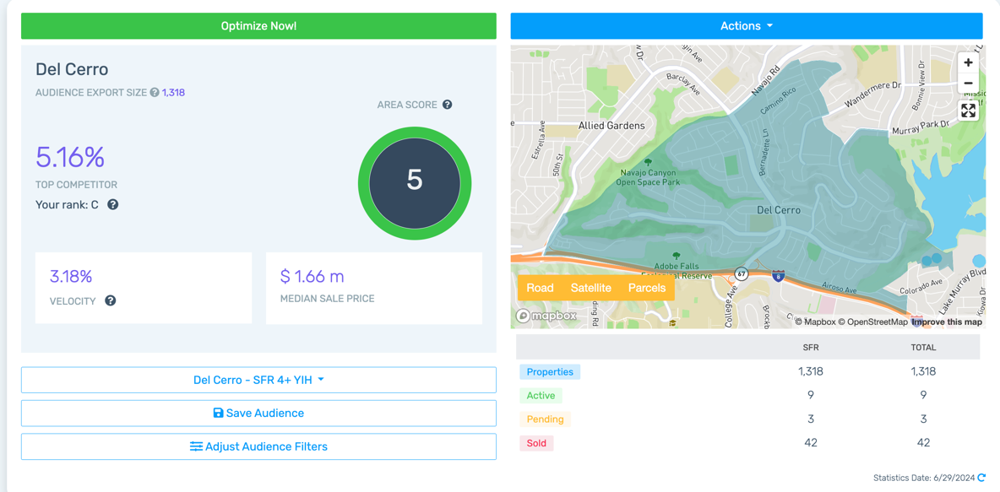 Optimize Now!
Actions
Del Cerro
AUDIENCE EXPORT SIZE ? 1,318
AREA SCORE ?
5.16%
TOP COMPETITOR
Your rank: C ?
5
3.18%
VELOCITY ?
$ 1.66 m
MEDIAN SALE PRICE
Del Cerro - SFR 4+ YIH
Save Audience
Adjust Audience Filters
Navajo Rd
Barclay Ave
Camino Rico
Wandermere Dr
Bonnie View Dr
Allied Gardens
Murray Park Dr
Estrella Ave
50th St
Bernadette Ln
Navajo Canyon
Open Space Park
Del Cerro
Adobe Falls
Ecological Reserve
67
8
Airoso Ave
Colorado Ave
Lake Murray Blvd
Kiowa Dr
College Ave
+
−
Road
Satellite
Parcels
mapbox
© Mapbox © OpenStreetMap Improve this map
SFR
TOTAL
Properties 1,318 1,318
Active 9 9
Pending 3 3
Sold 42 42
Statistics Date: 6/29/2024